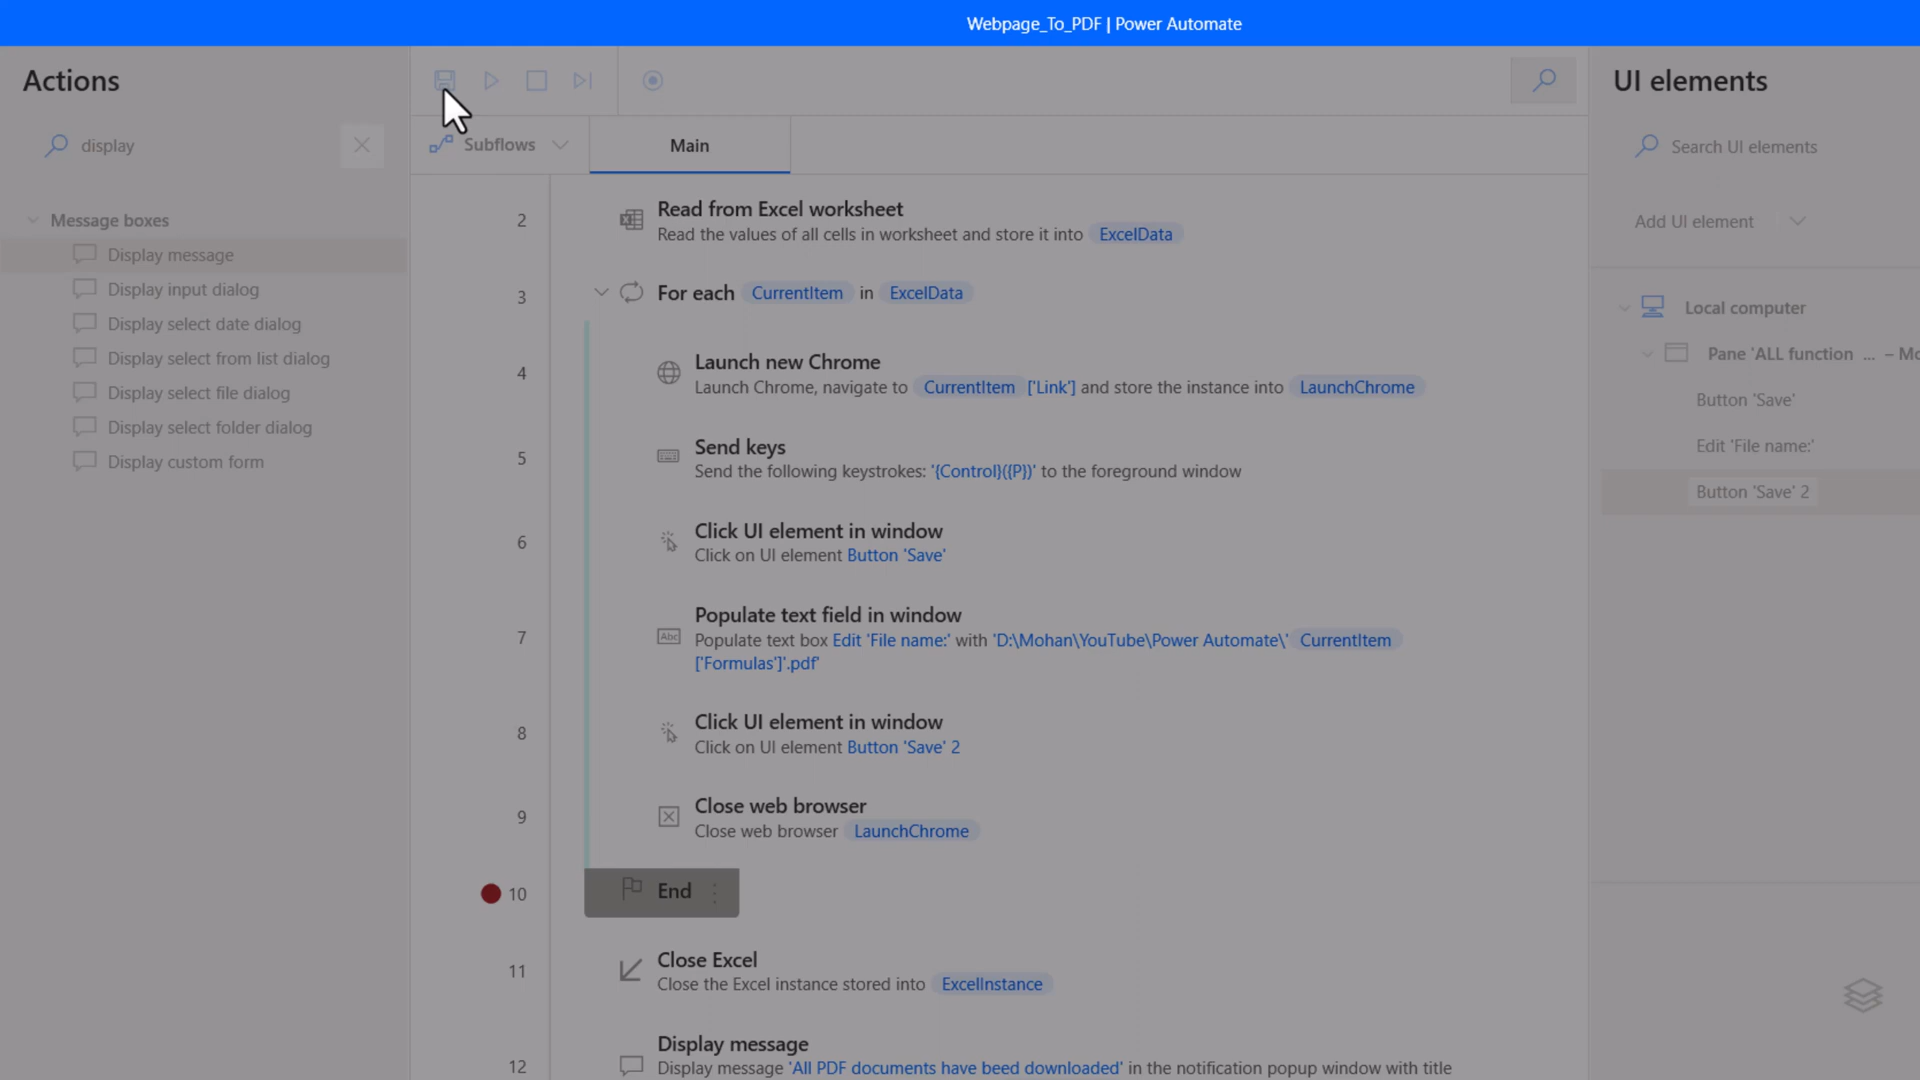 Webpage_To_PDF | Power Automate
Actions
display
Message boxes
Display message
Display input dialog
Display select date dialog
Display select from list dialog
Display select file dialog
Display select folder dialog
Display custom form
Subflows
Main
2
Read from Excel worksheet
Read the values of all cells in worksheet and store it into ExcelData
3
For each CurrentItem in ExcelData
4
Launch new Chrome
Launch Chrome, navigate to CurrentItem ['Link'] and store the instance into LaunchChrome
5
Send keys
Send the following keystrokes: '{Control}({P})' to the foreground window
6
Click UI element in window
Click on UI element Button 'Save'
7
Populate text field in window
Populate text box Edit 'File name:' with 'D:\Mohan\YouTube\Power Automate\' CurrentItem
['Formulas']'.pdf'
Abc
8
Click UI element in window
Click on UI element Button 'Save' 2
9
Close web browser
Close web browser LaunchChrome
10
End
11
Close Excel
Close the Excel instance stored into ExcelInstance
12
Display message
Display message 'All PDF documents have beed downloaded' in the notification popup window with title
UI elements
Search UI elements
Add UI element
Local computer
Pane 'ALL function ... – Mo
Button 'Save'
Edit 'File name:'
Button 'Save' 2